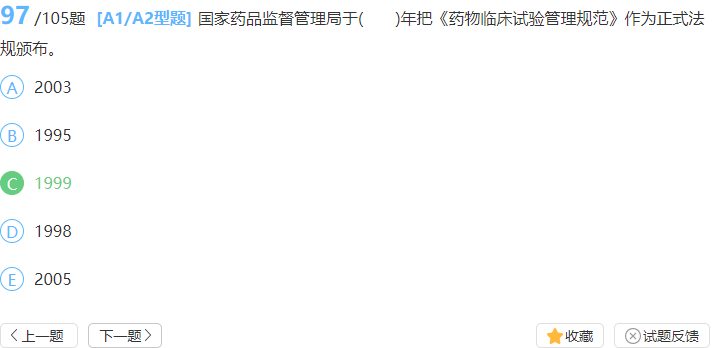 97 /105题 [A1/A2型题] 国家药品监督管理局于(　　)年把《药物临床试验管理规范》作为正式法
规颁布。
A 2003
B 1995
C 1999
D 1998
E 2005
上一题 下一题 收藏 试题反馈